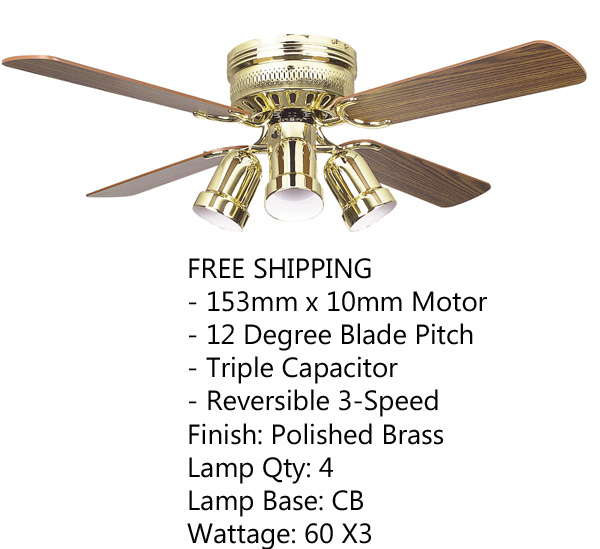 FREE SHIPPING
- 153mm x 10mm Motor
- 12 Degree Blade Pitch
- Triple Capacitor
- Reversible 3-Speed
Finish: Polished Brass
Lamp Qty: 4
Lamp Base: CB
Wattage: 60 X3